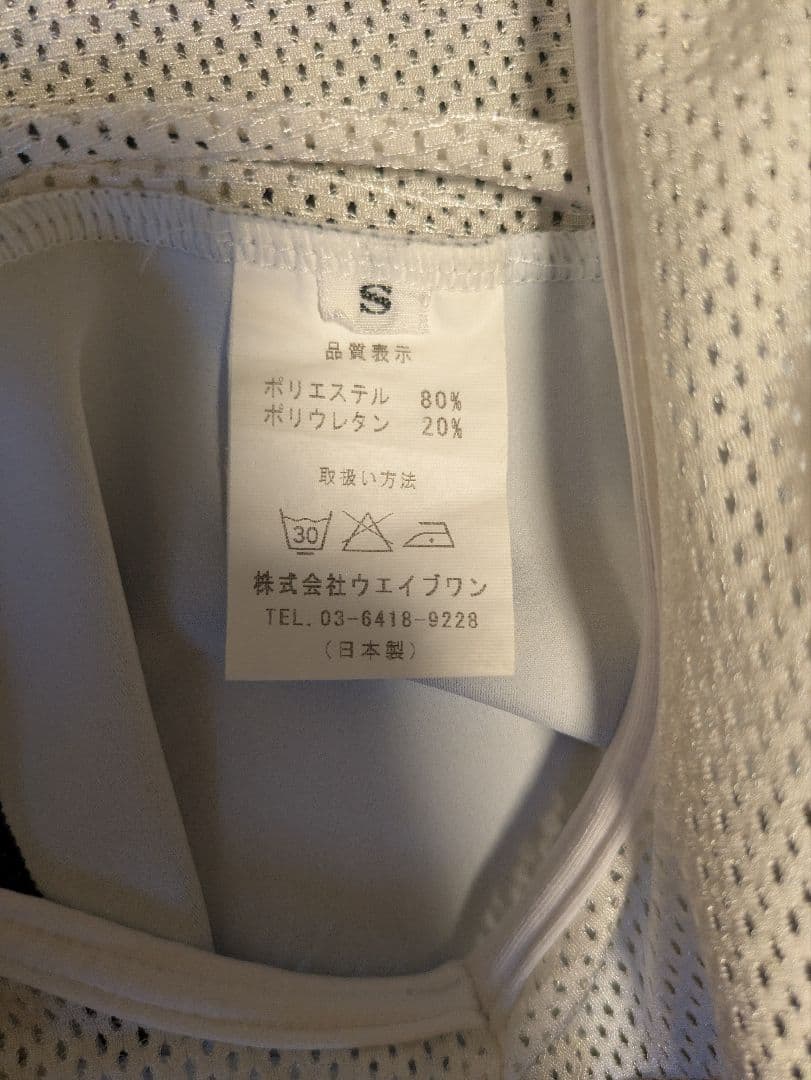 S
品質表示
ポリエステル 80%
ポリウレタン 20%
取扱い方法
30
株式会社ウエイブワン
TEL. 03-6418-9228
(日本製)